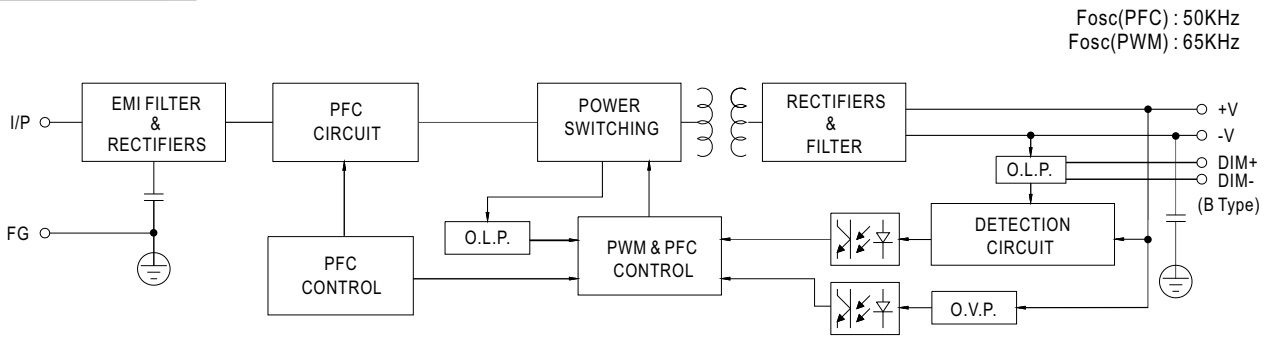 Fosc(PFC) : 50KHz
Fosc(PWM) : 65KHz
I/P
EMI FILTER
&
RECTIFIERS
PFC
CIRCUIT
POWER
SWITCHING
RECTIFIERS
&
FILTER
+V
-V
O.L.P.
DIM+
DIM-
(B Type)
FG
PFC
CONTROL
O.L.P.
PWM & PFC
CONTROL
DETECTION
CIRCUIT
O.V.P.